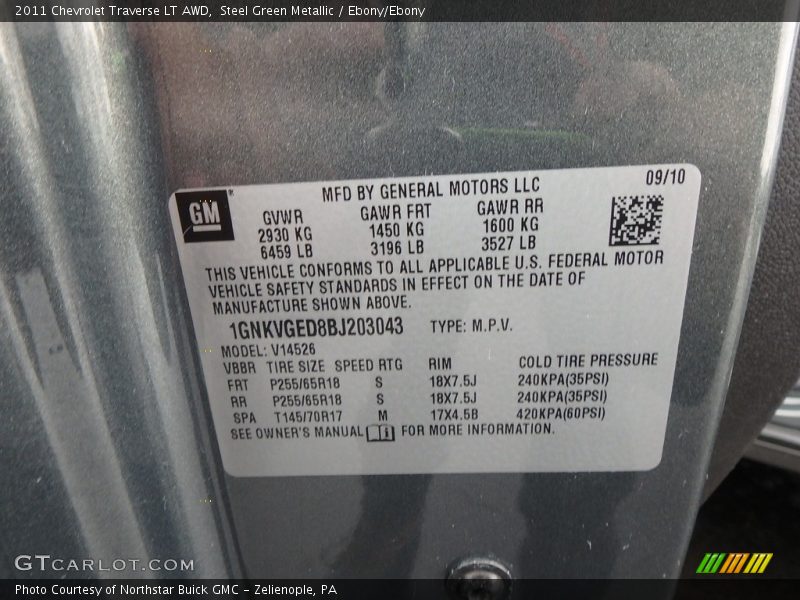 2011 Chevrolet Traverse LT AWD, Steel Green Metallic / Ebony/Ebony
09/10
GM
MFD BY GENERAL MOTORS LLC
GVWR GAWR FRT GAWR RR
2930 KG 1450 KG 1600 KG
6459 LB 3196 LB 3527 LB
THIS VEHICLE CONFORMS TO ALL APPLICABLE U.S. FEDERAL MOTOR
VEHICLE SAFETY STANDARDS IN EFFECT ON THE DATE OF
MANUFACTURE SHOWN ABOVE.
1GNKVGED8BJ203043 TYPE: M.P.V.
MODEL: V14526
VBBR TIRE SIZE SPEED RTG RIM COLD TIRE PRESSURE
FRT P255/65R18 S 18X7.5J 240KPA(35PSI)
RR P255/65R18 S 18X7.5J 240KPA(35PSI)
SPA T145/70R17 M 17X4.5B 420KPA(60PSI)
SEE OWNER'S MANUAL FOR MORE INFORMATION.
GTCARLOT.COM
Photo Courtesy of Northstar Buick GMC - Zelienople, PA